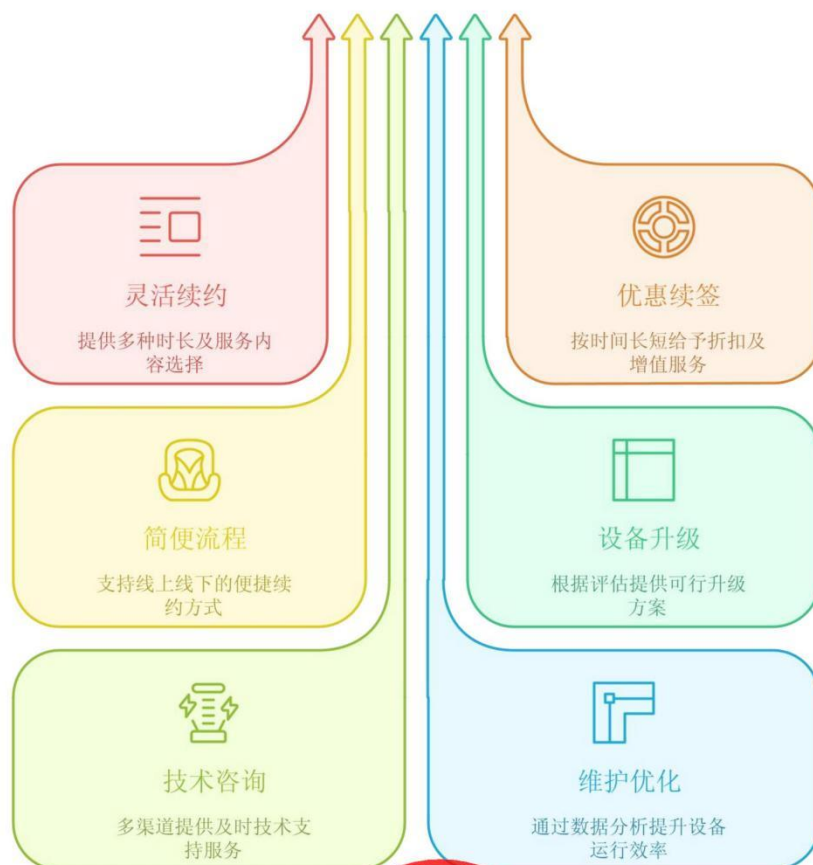 灵活续约
提供多种时长及服务内
容选择
优惠续签
按时间长短给予折扣及
增值服务
简便流程
支持线上线下的便捷续
约方式
设备升级
根据评估提供可行升级
方案
技术咨询
多渠道提供及时技术支
持服务
维护优化
通过数据分析提升设备
运行效率